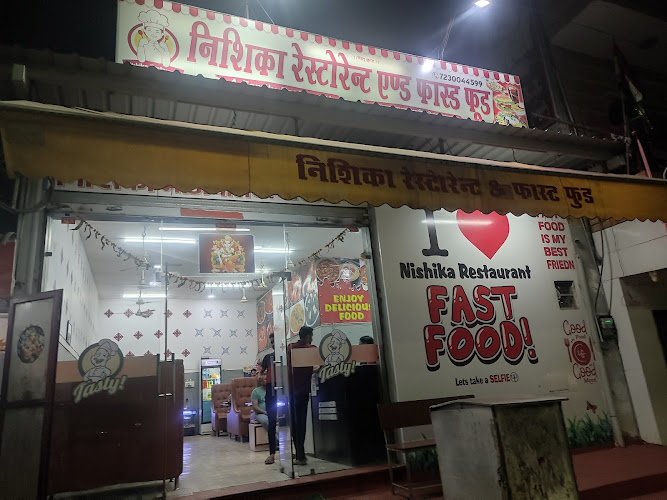 7230044599
निशिका रेस्टोरेन्ट एण्ड फास्ट फूड
निशिका रेस्टोरेन्ट & फास्ट फुड
I
Nishika Restaurant
FAST
FOOD!
Lets take a SELFIE
FOOD
IS MY
BEST
FRIEDN
ENJOY
DELICIOUS
FOOD
Tasty!
Tasty!
Good
Food
Good
Mood